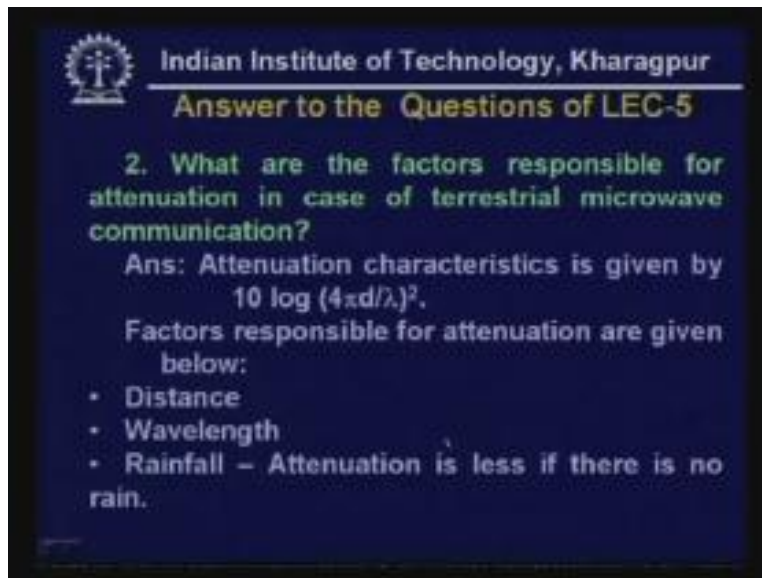 Indian Institute of Technology, Kharagpur
Answer to the Questions of LEC-5
2. What are the factors responsible for
attenuation in case of terrestrial microwave
communication?
Ans: Attenuation characteristics is given by
10 log (4πd/λ)².
Factors responsible for attenuation are given
below:
• Distance
• Wavelength
• Rainfall – Attenuation is less if there is no
rain.